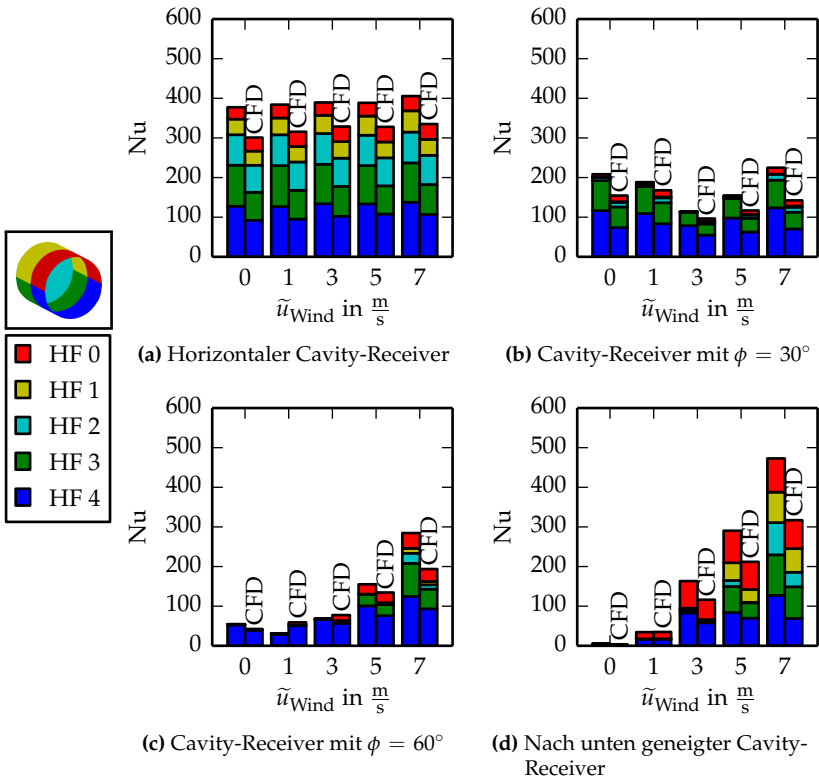 600
500
400
300
200
100
0
Nu
CFD
CFD
CFD
CFD
CFD
0 1 3 5 7
ũ_Wind in m/s
(a) Horizontaler Cavity-Receiver
600
500
400
300
200
100
0
Nu
CFD
CFD
CFD
CFD
CFD
0 1 3 5 7
ũ_Wind in m/s
(b) Cavity-Receiver mit ϕ = 30°
HF 0
HF 1
HF 2
HF 3
HF 4
600
500
400
300
200
100
0
Nu
CFD
CFD
CFD
CFD
CFD
0 1 3 5 7
ũ_Wind in m/s
(c) Cavity-Receiver mit ϕ = 60°
600
500
400
300
200
100
0
Nu
CFD
CFD
CFD
CFD
CFD
0 1 3 5 7
ũ_Wind in m/s
(d) Nach unten geneigter Cavity-
Receiver